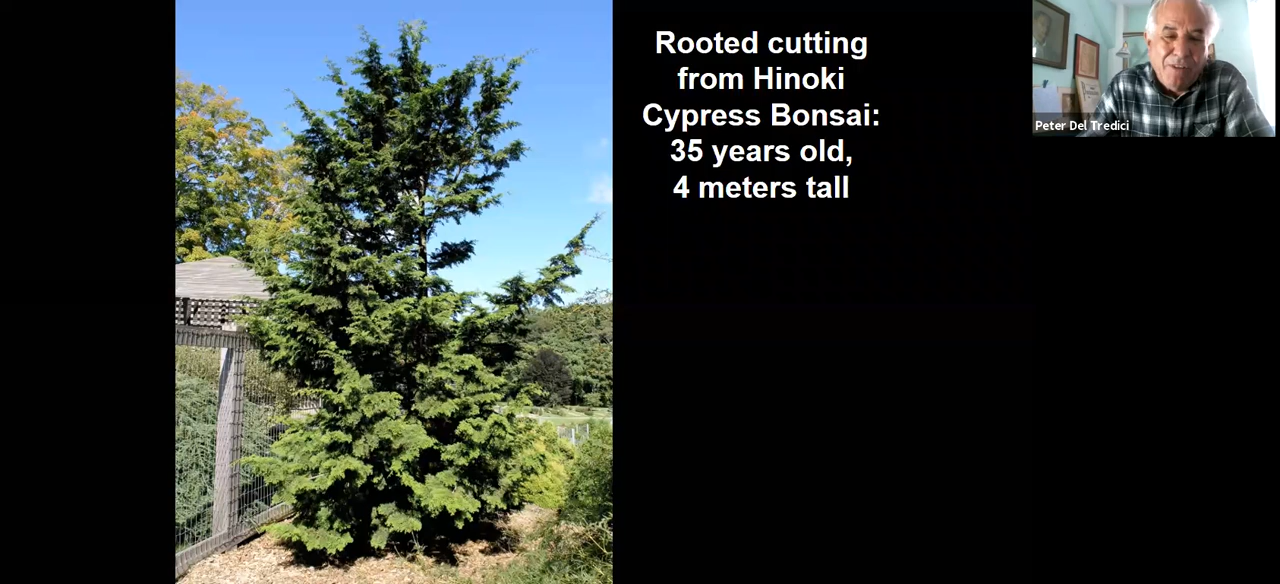 Rooted cutting
from Hinoki
Cypress Bonsai:
35 years old,
4 meters tall
Peter Del Tredici